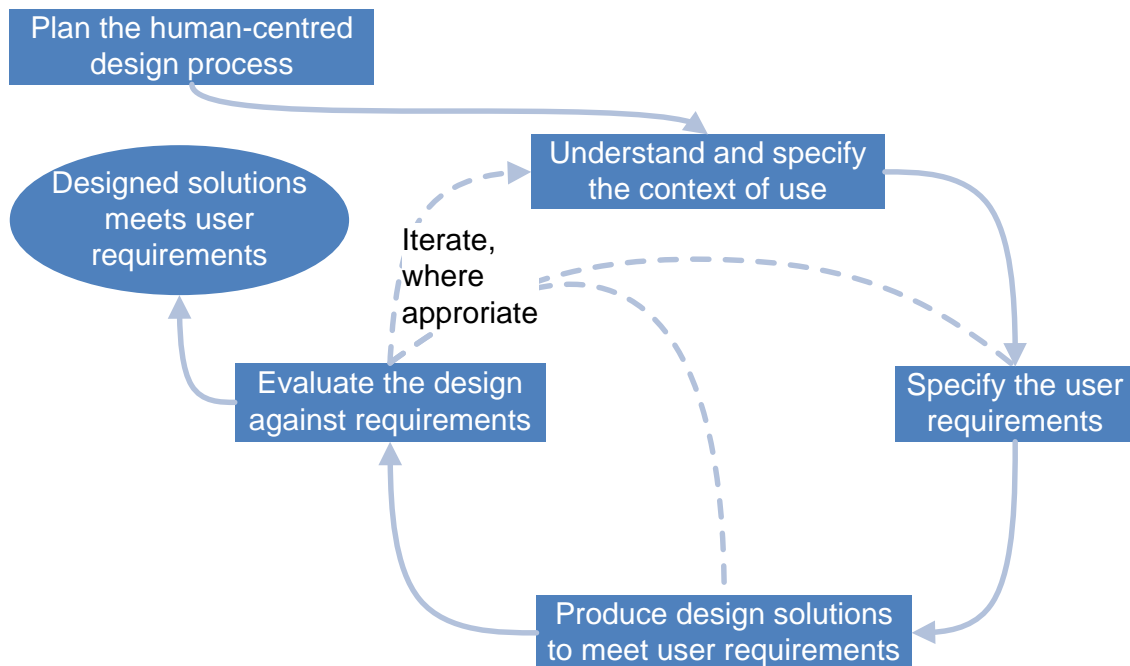 Plan the human-centred
design process
Understand and specify
the context of use
Designed solutions
meets user
requirements
Iterate,
where
approriate
Evaluate the design
against requirements
Specify the user
requirements
Produce design solutions
to meet user requirements